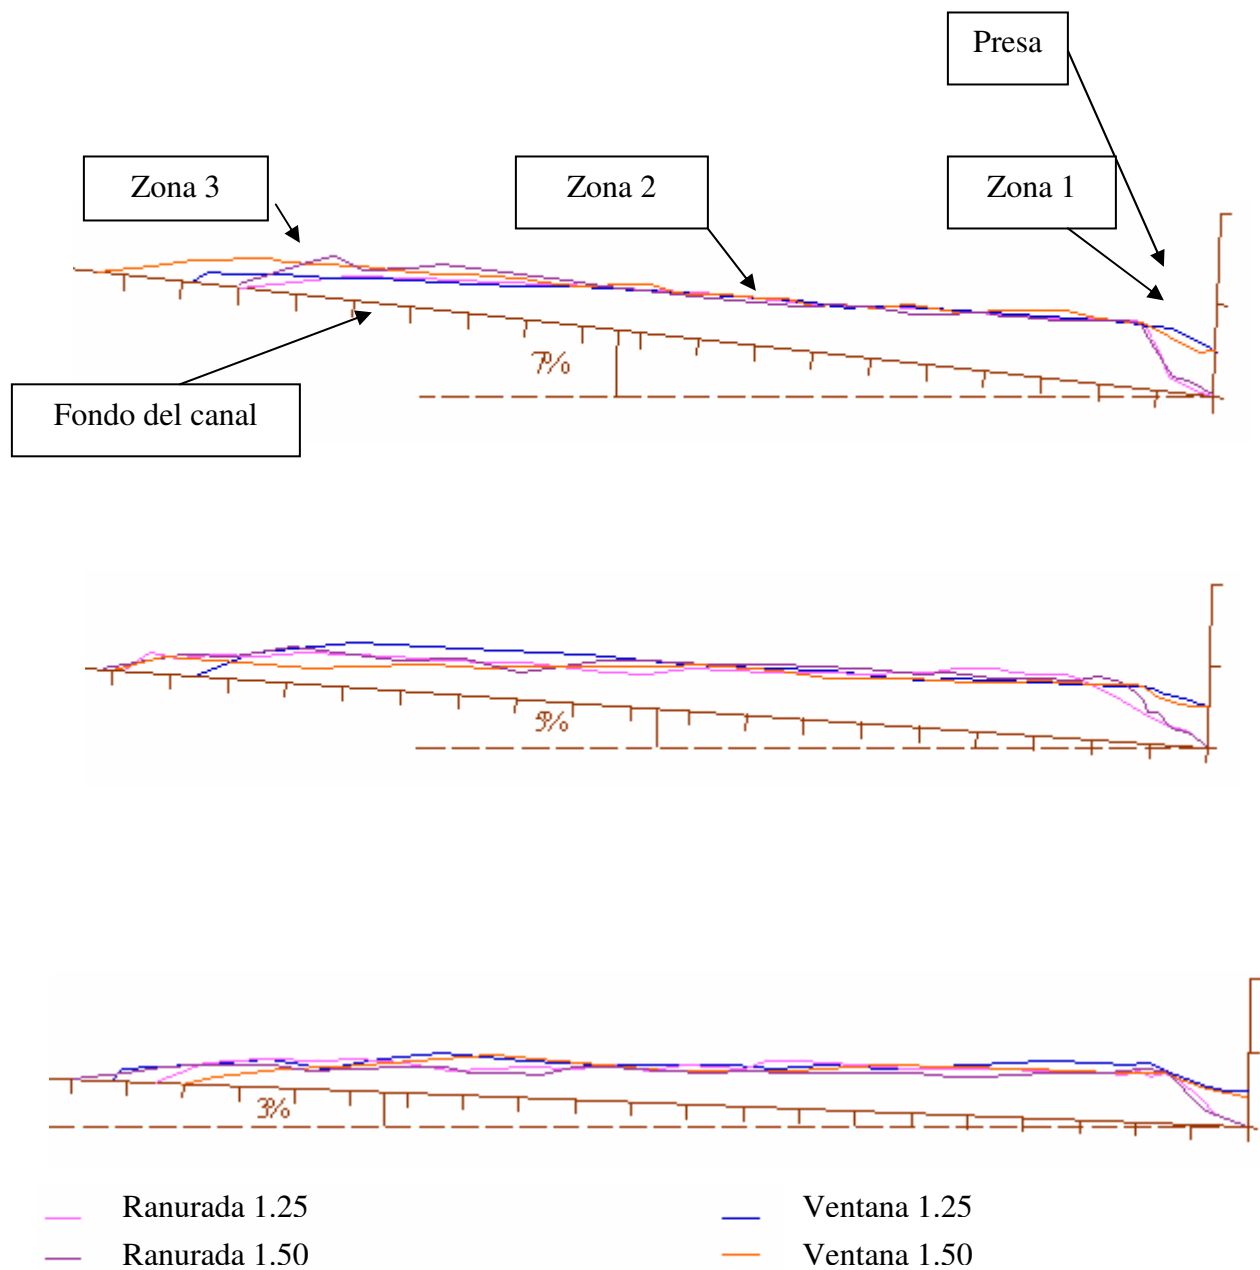 Presa
Zona 3
Zona 2
Zona 1
7%
Fondo del canal
5%
3%
Ranurada 1.25
Ventana 1.25
Ranurada 1.50
Ventana 1.50